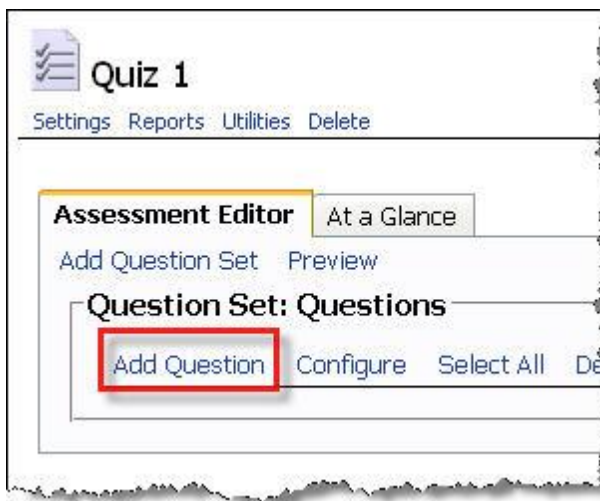 Quiz 1
Settings Reports Utilities Delete
Assessment Editor At a Glance
Add Question Set Preview
Question Set: Questions
Add Question Configure Select All